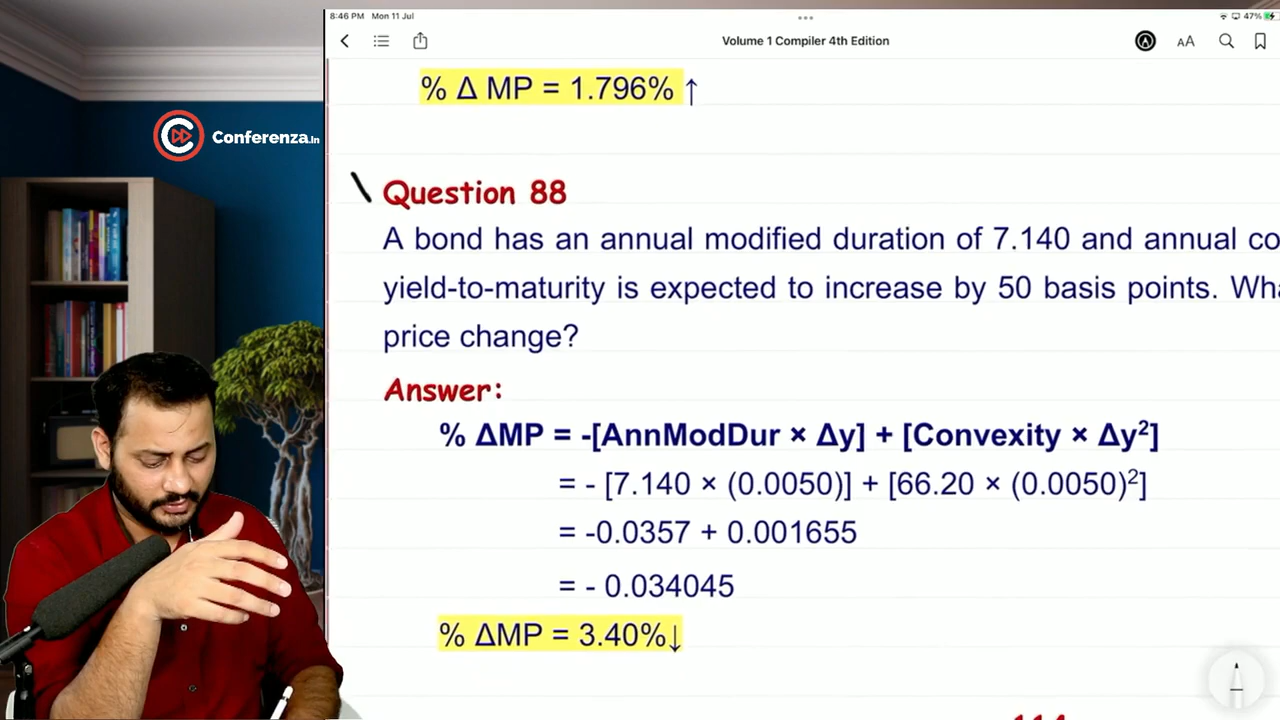 8:46 PM Mon 11 Jul
47%
Volume 1 Compiler 4th Edition
AA
Conferenza.in
% Δ MP = 1.796% ↑
Question 88
A bond has an annual modified duration of 7.140 and annual co
yield-to-maturity is expected to increase by 50 basis points. Wha
price change?
Answer:
% ΔMP = -[AnnModDur × Δy] + [Convexity × Δy²]
= - [7.140 × (0.0050)] + [66.20 × (0.0050)²]
= -0.0357 + 0.001655
= - 0.034045
% ΔMP = 3.40%↓